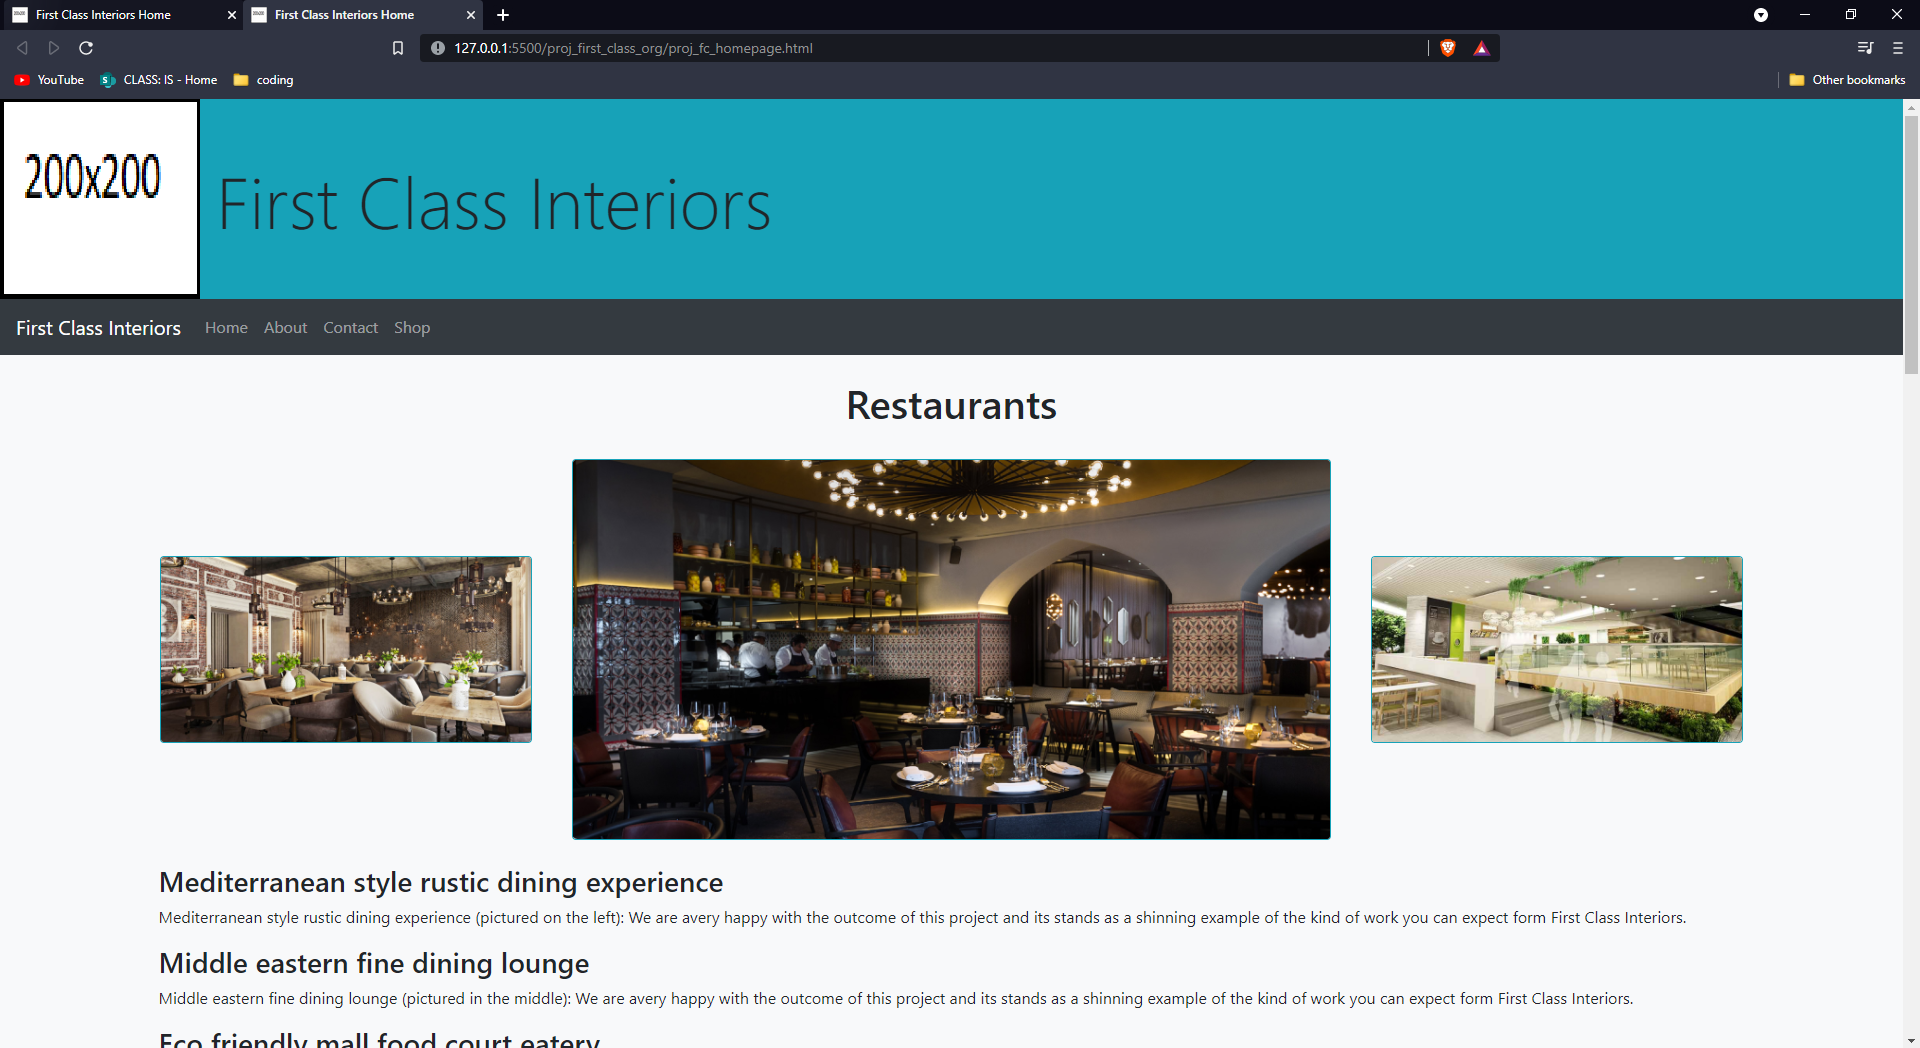 First Class Interiors Home
First Class Interiors Home
127.0.0.1:5500/proj_first_class_org/proj_fc_homepage.html
YouTube
CLASS: IS - Home
coding
Other bookmarks
200x200
First Class Interiors
First Class Interiors
Home
About
Contact
Shop
Restaurants
Mediterranean style rustic dining experience
Mediterranean style rustic dining experience (pictured on the left): We are avery happy with the outcome of this project and its stands as a shinning example of the kind of work you can expect form First Class Interiors.
Middle eastern fine dining lounge
Middle eastern fine dining lounge (pictured in the middle): We are avery happy with the outcome of this project and its stands as a shinning example of the kind of work you can expect form First Class Interiors.
Eco friendly mall food court eatery